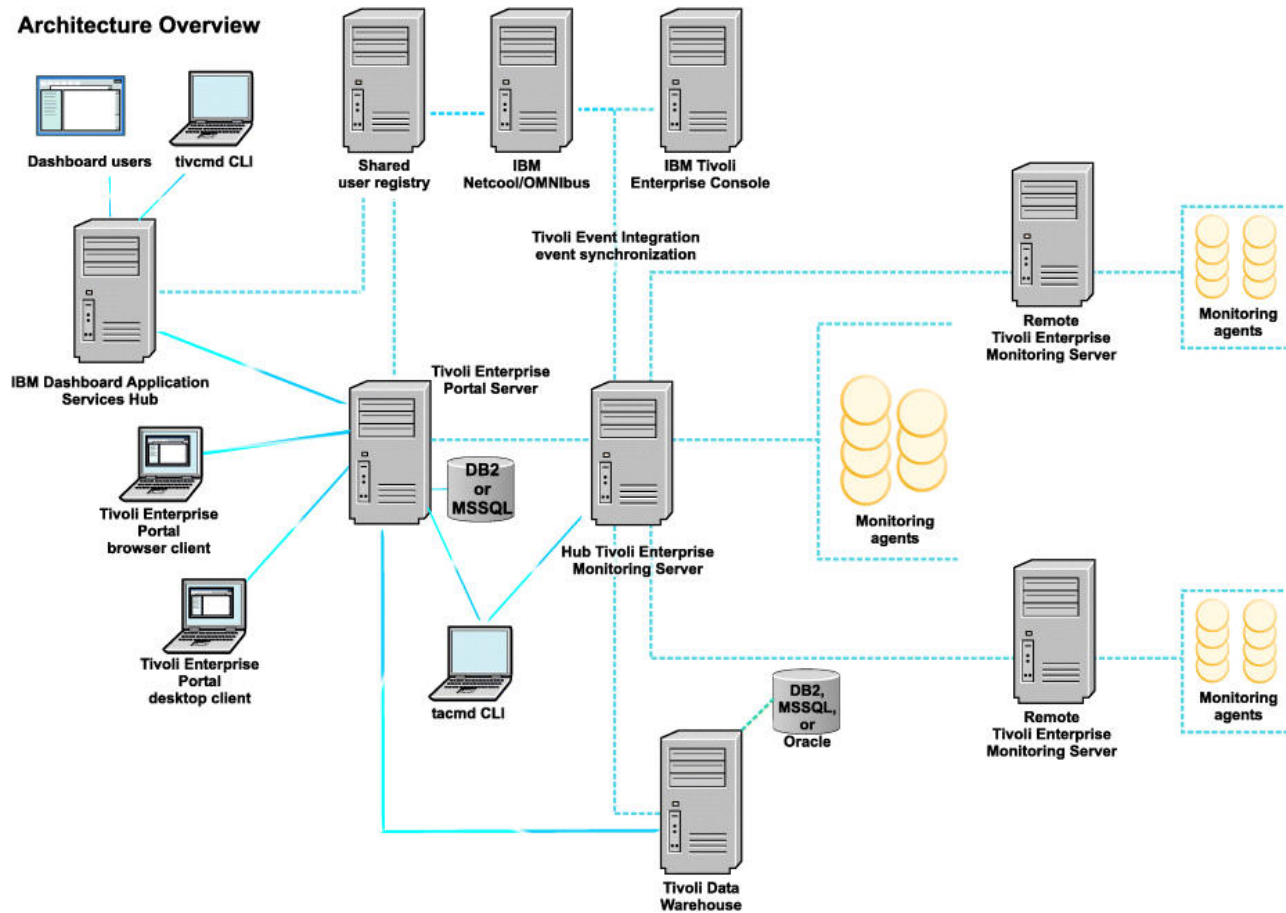 Architecture Overview
Dashboard users
tivcmd CLI
Shared
user registry
IBM
Netcool/OMNIbus
IBM Tivoli
Enterprise Console
Tivoli Event Integration
event synchronization
Remote
Tivoli Enterprise
Monitoring Server
Monitoring
agents
IBM Dashboard Application
Services Hub
Tivoli Enterprise
Portal Server
DB2
or
MSSQL
Tivoli Enterprise
Portal
browser client
Hub Tivoli Enterprise
Monitoring Server
Monitoring
agents
Tivoli Enterprise
Portal
desktop client
tacmd CLI
DB2,
MSSQL,
or
Oracle
Remote
Tivoli Enterprise
Monitoring Server
Monitoring
agents
Tivoli Data
Warehouse